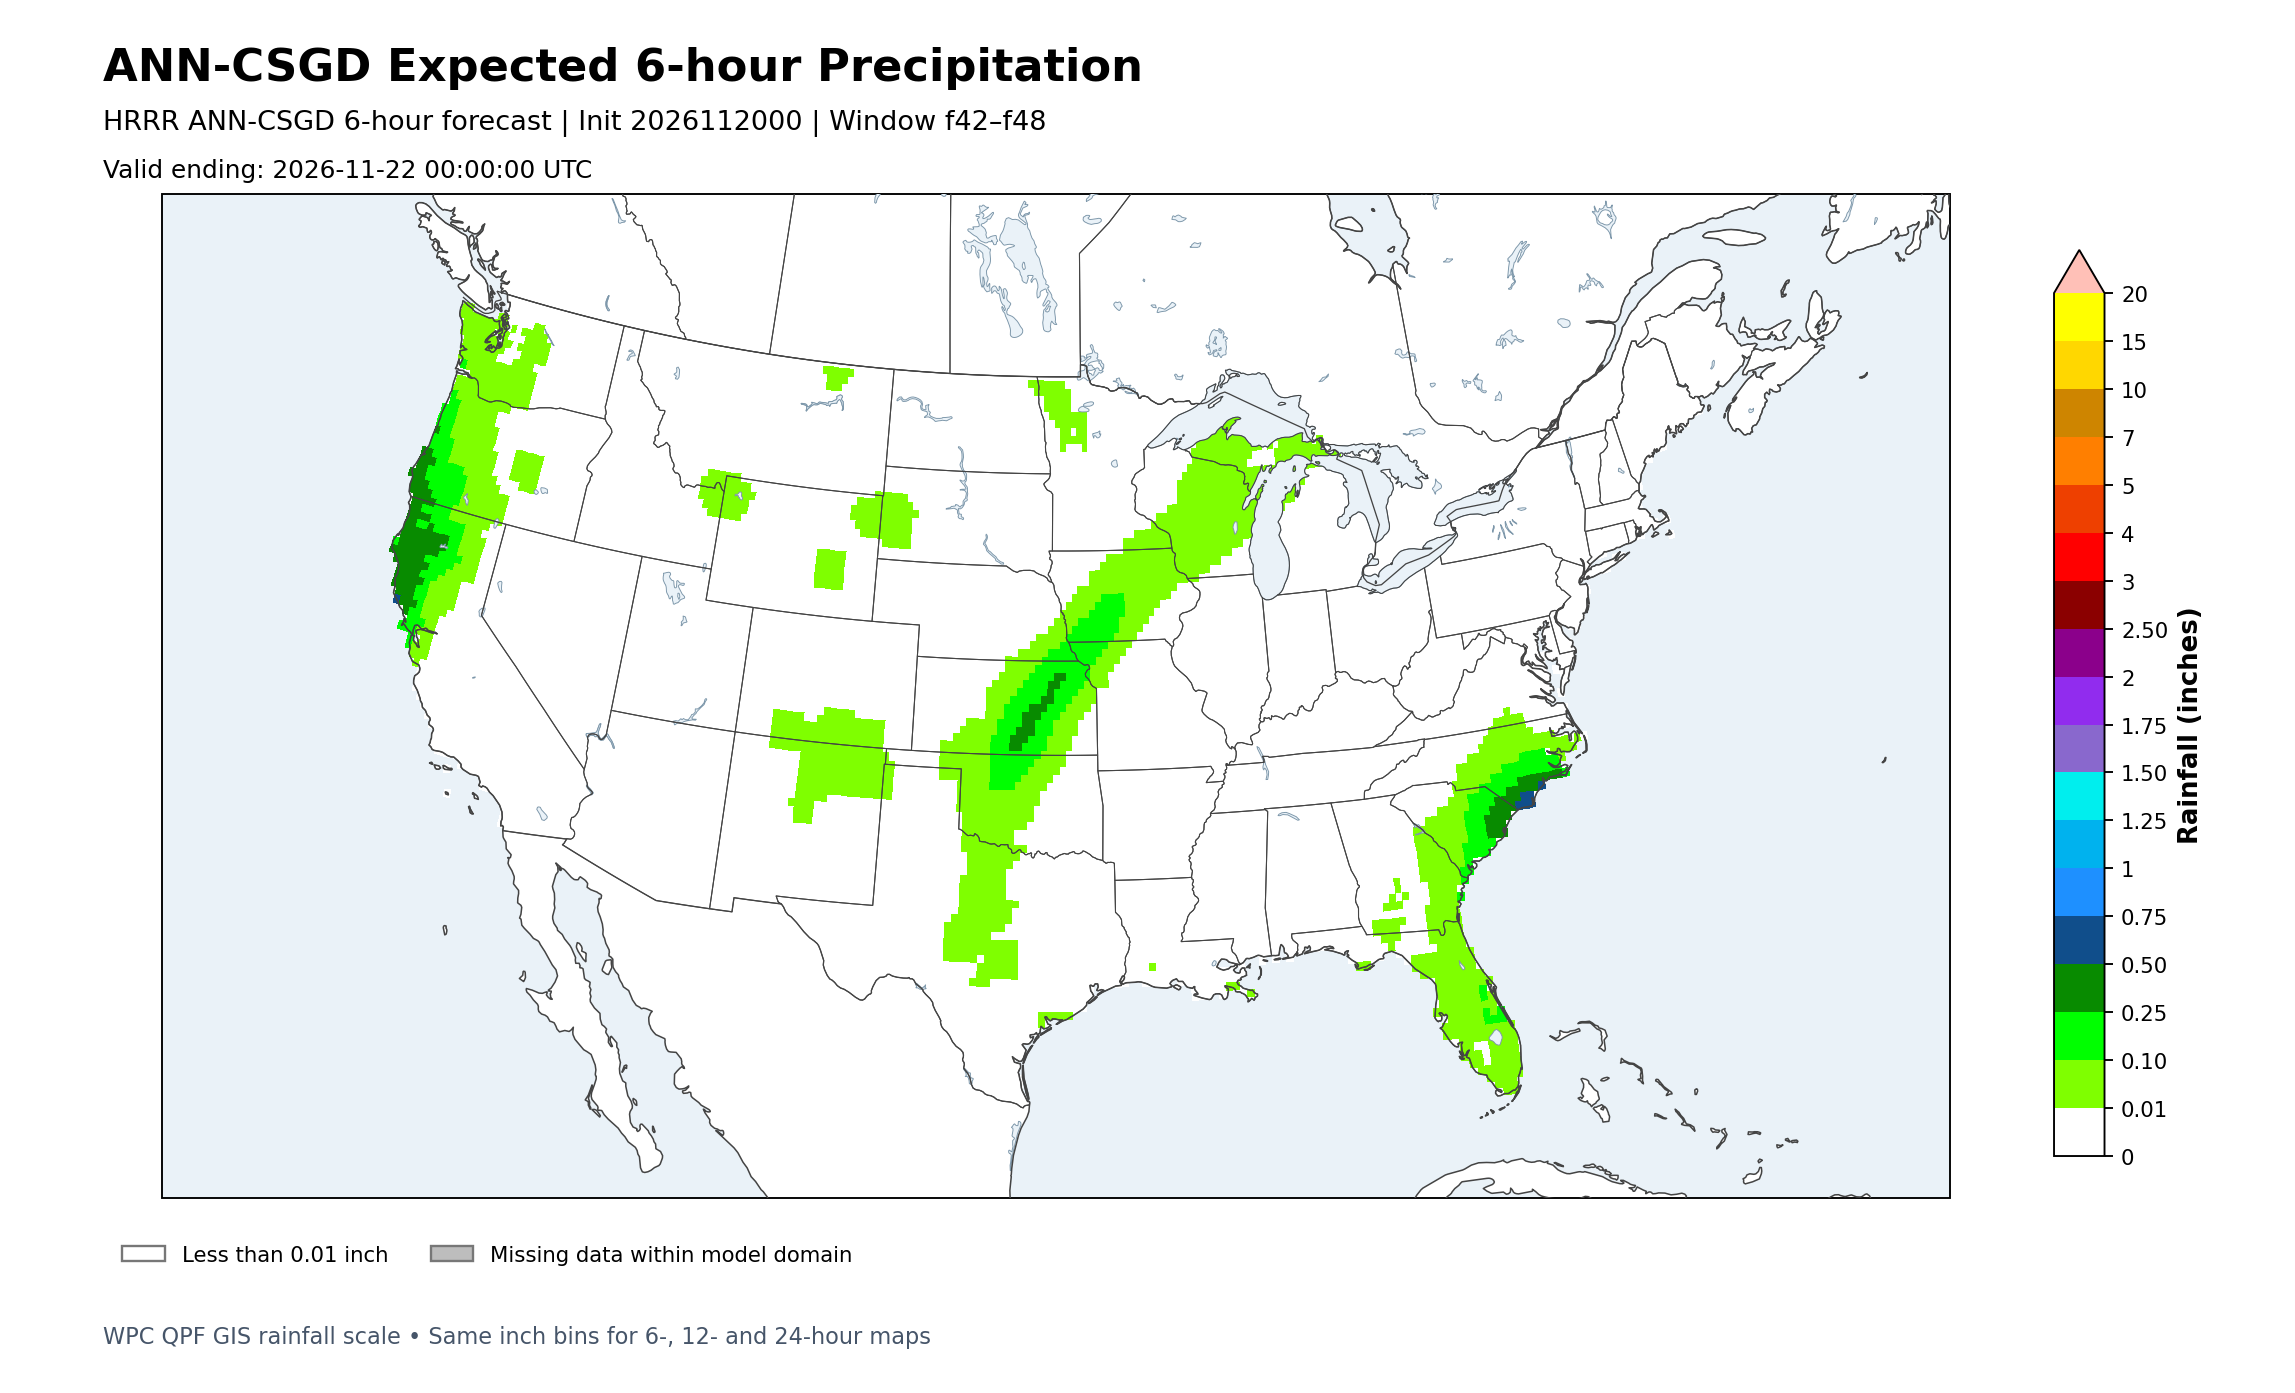 ANN-CSGD Expected 6-hour Precipitation
HRRR ANN-CSGD 6-hour forecast | Init 2026112000 | Window f42–f48
Valid ending: 2026-11-22 00:00:00 UTC
20
15
10
7
5
4
3
2.50
2
1.75
1.50
1.25
1
0.75
0.50
0.25
0.10
0.01
0
Rainfall (inches)
Less than 0.01 inch
Missing data within model domain
WPC QPF GIS rainfall scale • Same inch bins for 6-, 12- and 24-hour maps